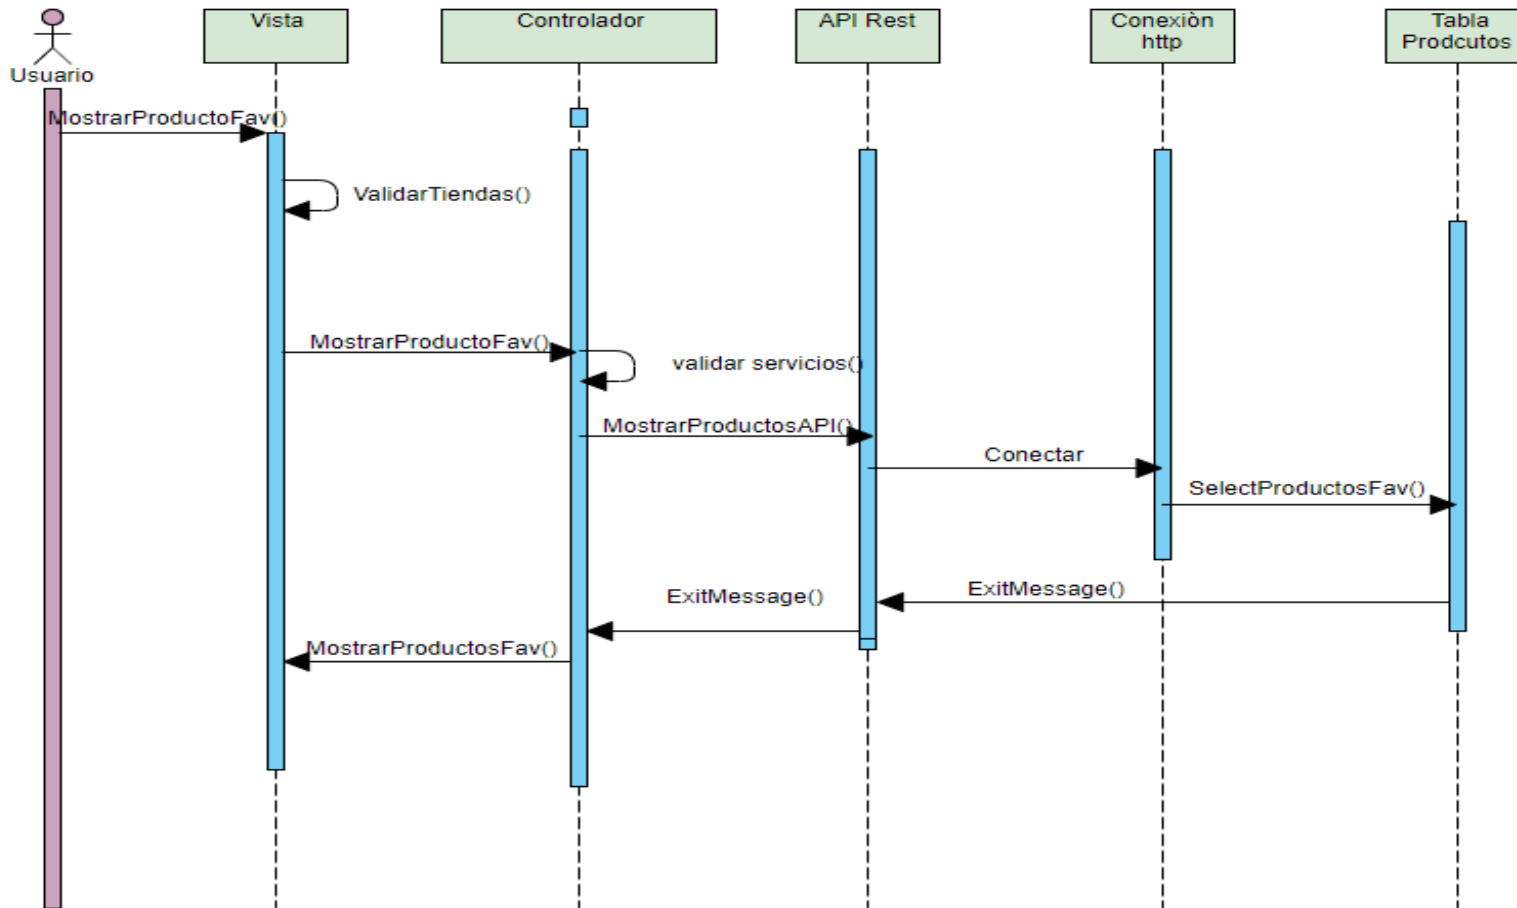 Vista
Controlador
API Rest
Conexiòn
http
Tabla
Prodcutos
Usuario
MostrarProductoFav()
ValidarTiendas()
MostrarProductoFav()
validar servicios()
MostrarProductosAPI()
Conectar
SelectProductosFav()
ExitMessage()
ExitMessage()
MostrarProductosFav()